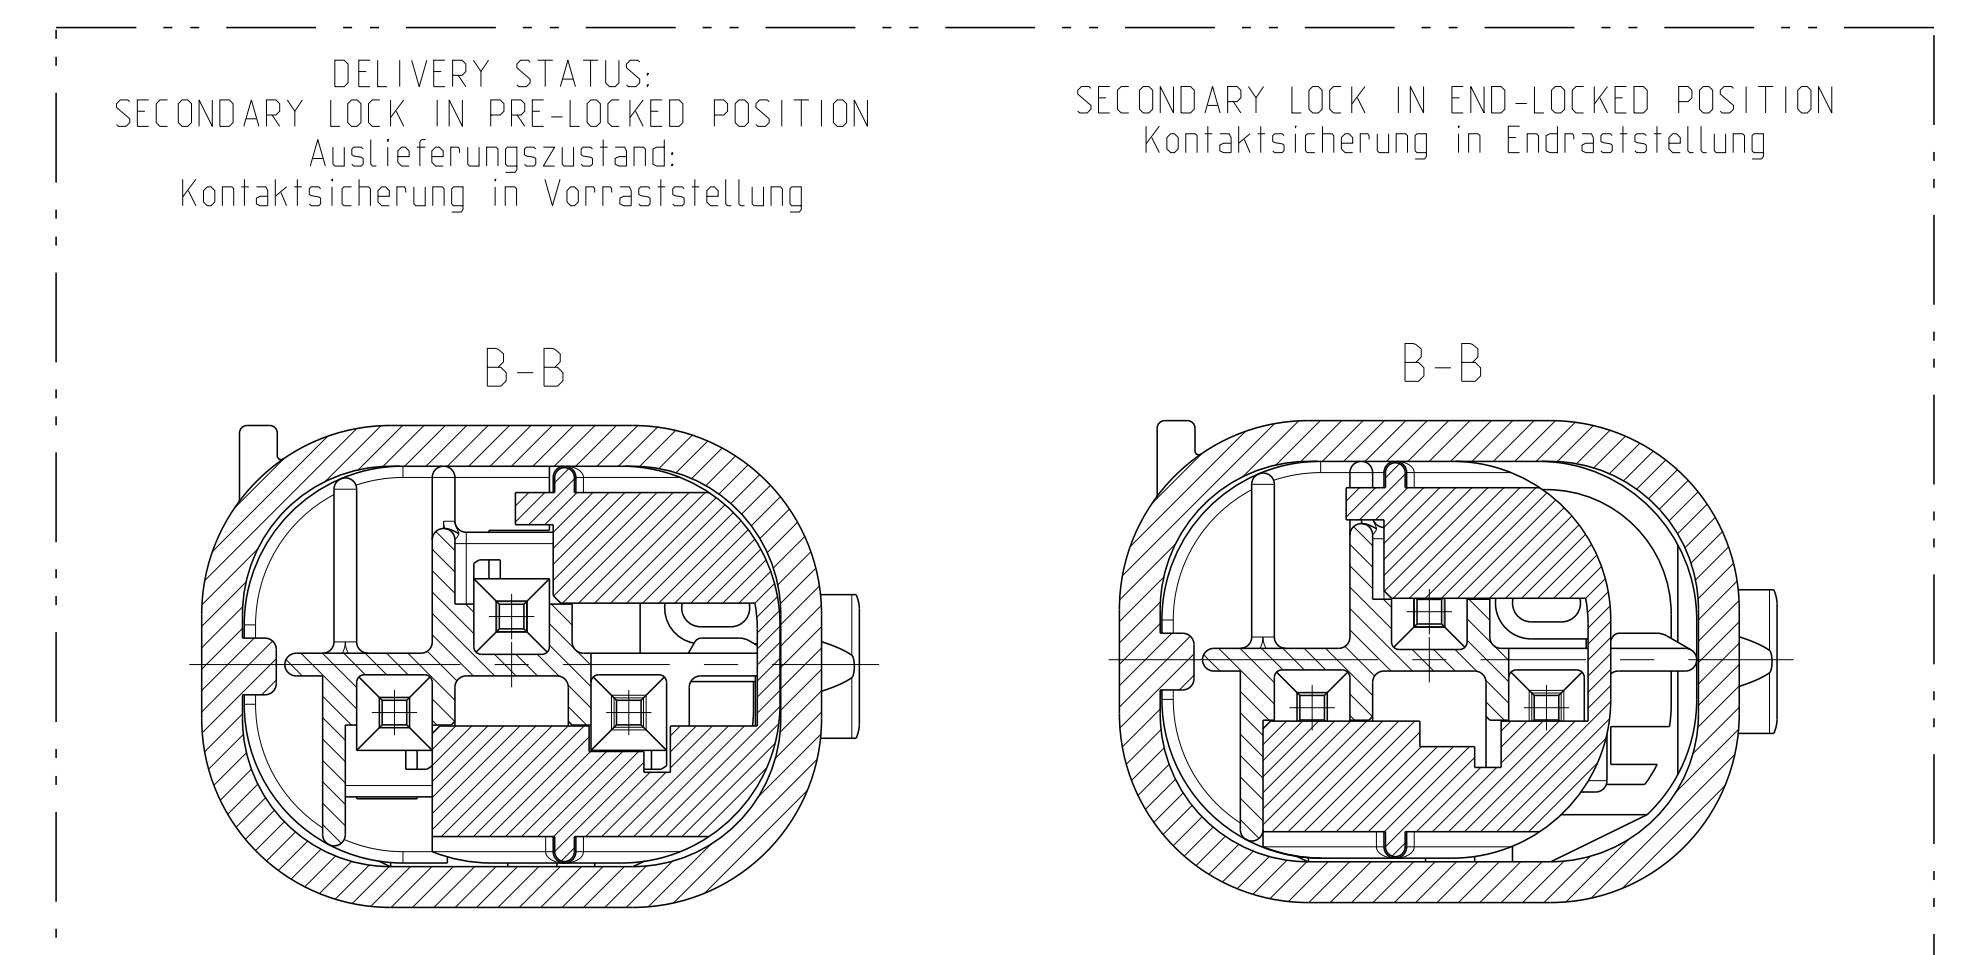 DELIVERY STATUS:
SECONDARY LOCK IN PRE-LOCKED POSITION
Auslieferungszustand:
Kontaktsicherung in Vorraststellung
SECONDARY LOCK IN END-LOCKED POSITION
Kontaktsicherung in Endraststellung
B-B
B-B